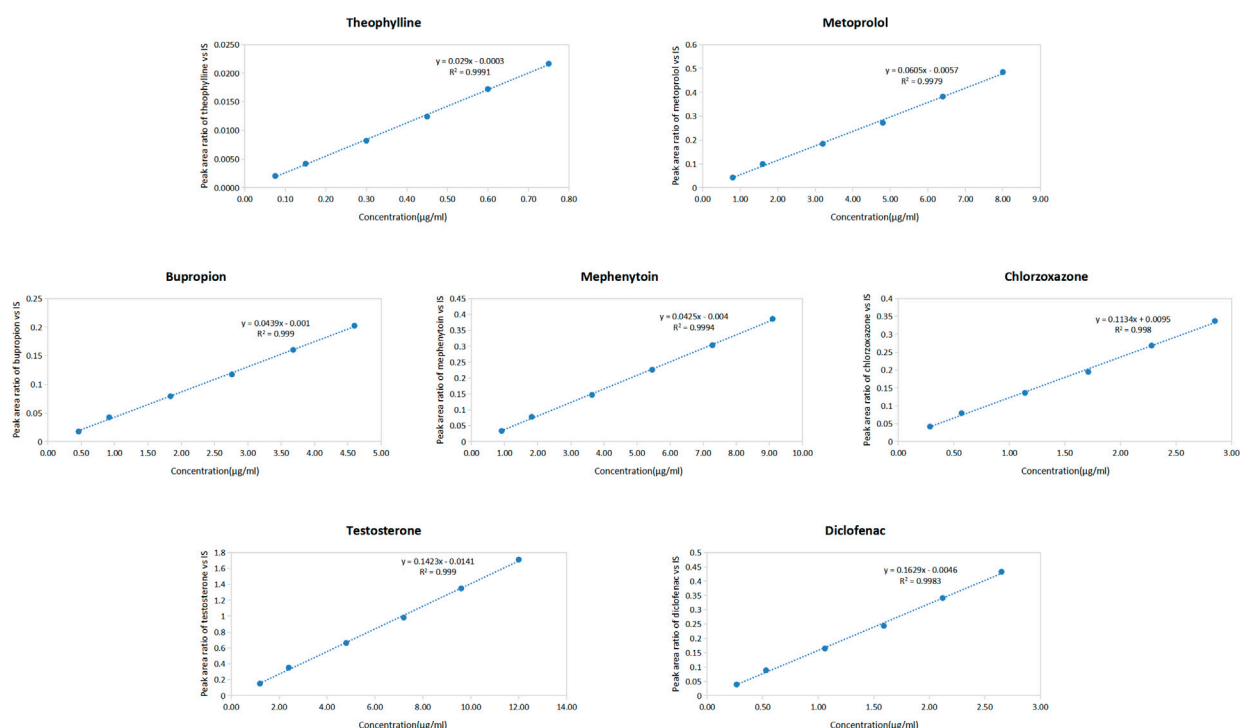 Theophylline
Peak area ratio of theophylline vs IS
0.0250
0.0200
0.0150
0.0100
0.0050
0.0000
y = 0.029x - 0.0003
R² = 0.9991
0.00 0.10 0.20 0.30 0.40 0.50 0.60 0.70 0.80
Concentration(µg/ml)
Metoprolol
Peak area ratio of metoprolol vs IS
0.6
0.5
0.4
0.3
0.2
0.1
0
y = 0.0605x - 0.0057
R² = 0.9979
0.00 1.00 2.00 3.00 4.00 5.00 6.00 7.00 8.00 9.00
Concentration(µg/ml)
Bupropion
Peak area ratio of bupropion vs IS
0.25
0.2
0.15
0.1
0.05
0
y = 0.0439x - 0.001
R² = 0.999
0.00 0.50 1.00 1.50 2.00 2.50 3.00 3.50 4.00 4.50 5.00
Concentration(µg/ml)
Mephenytoin
Peak area ratio of mephenytoin vs IS
0.45
0.4
0.35
0.3
0.25
0.2
0.15
0.1
0.05
0
y = 0.0425x - 0.004
R² = 0.9994
0.00 1.00 2.00 3.00 4.00 5.00 6.00 7.00 8.00 9.00 10.00
Concentration(µg/ml)
Chlorzoxazone
Peak area ratio of chlorzoxazone vs IS
0.4
0.35
0.3
0.25
0.2
0.15
0.1
0.05
0
y = 0.1134x + 0.0095
R² = 0.998
0.00 0.50 1.00 1.50 2.00 2.50 3.00
Concentration(µg/ml)
Testosterone
Peak area ratio of testosterone vs IS
1.8
1.6
1.4
1.2
1
0.8
0.6
0.4
0.2
0
y = 0.1423x - 0.0141
R² = 0.999
0.00 2.00 4.00 6.00 8.00 10.00 12.00 14.00
Concentration(µg/ml)
Diclofenac
Peak area ratio of diclofenac vs IS
0.5
0.45
0.4
0.35
0.3
0.25
0.2
0.15
0.1
0.05
0
y = 0.1629x - 0.0046
R² = 0.9983
0.00 0.50 1.00 1.50 2.00 2.50 3.00
Concentration(µg/ml)